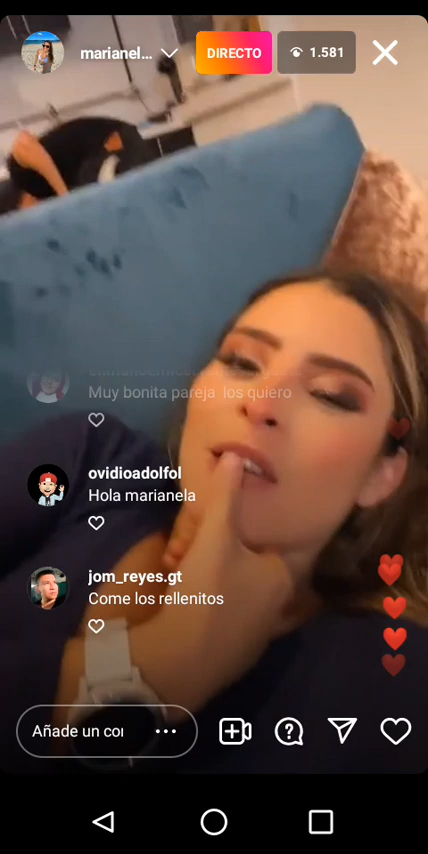 marianel...
DIRECTO
1.581
Muy bonita pareja los quiero
ovidioadolfol
Hola marianela
jom_reyes.gt
Come los rellenitos
Añade un co